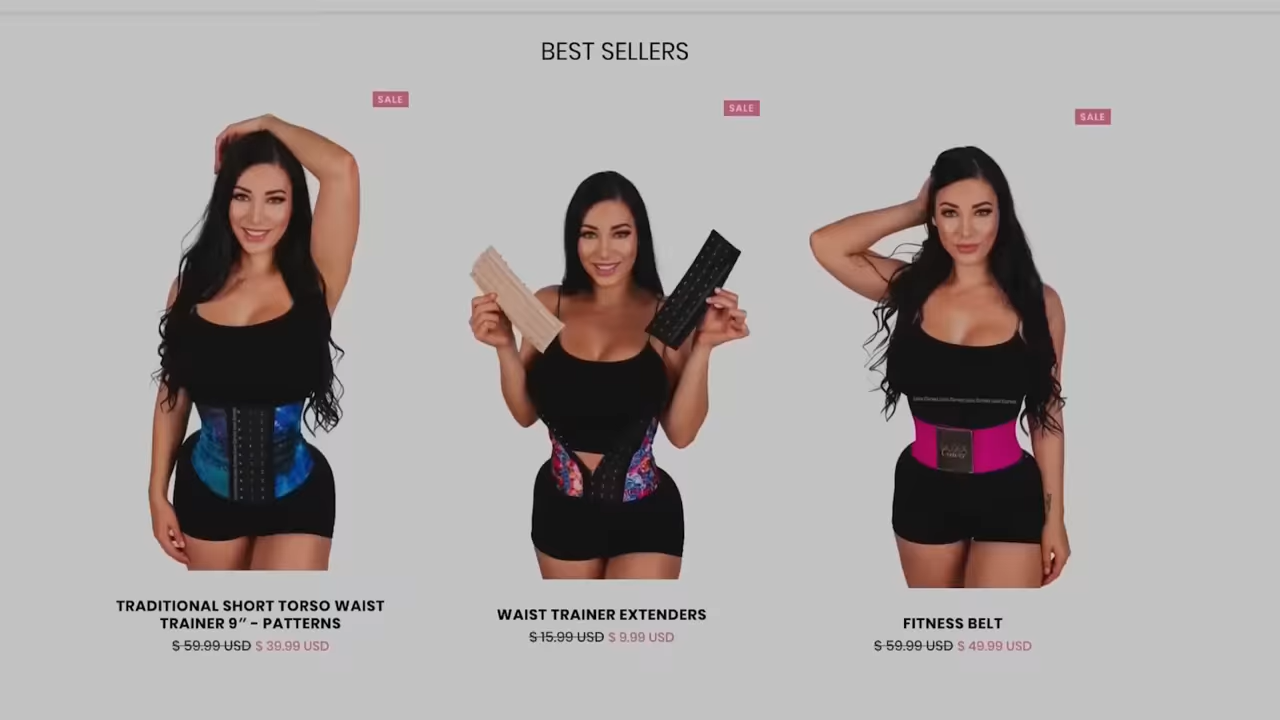 BEST SELLERS
SALE
SALE
SALE
TRADITIONAL SHORT TORSO WAIST
TRAINER 9″ - PATTERNS
$ 59.99 USD $ 39.99 USD
WAIST TRAINER EXTENDERS
$ 15.99 USD $ 9.99 USD
FITNESS BELT
$ 59.99 USD $ 49.99 USD